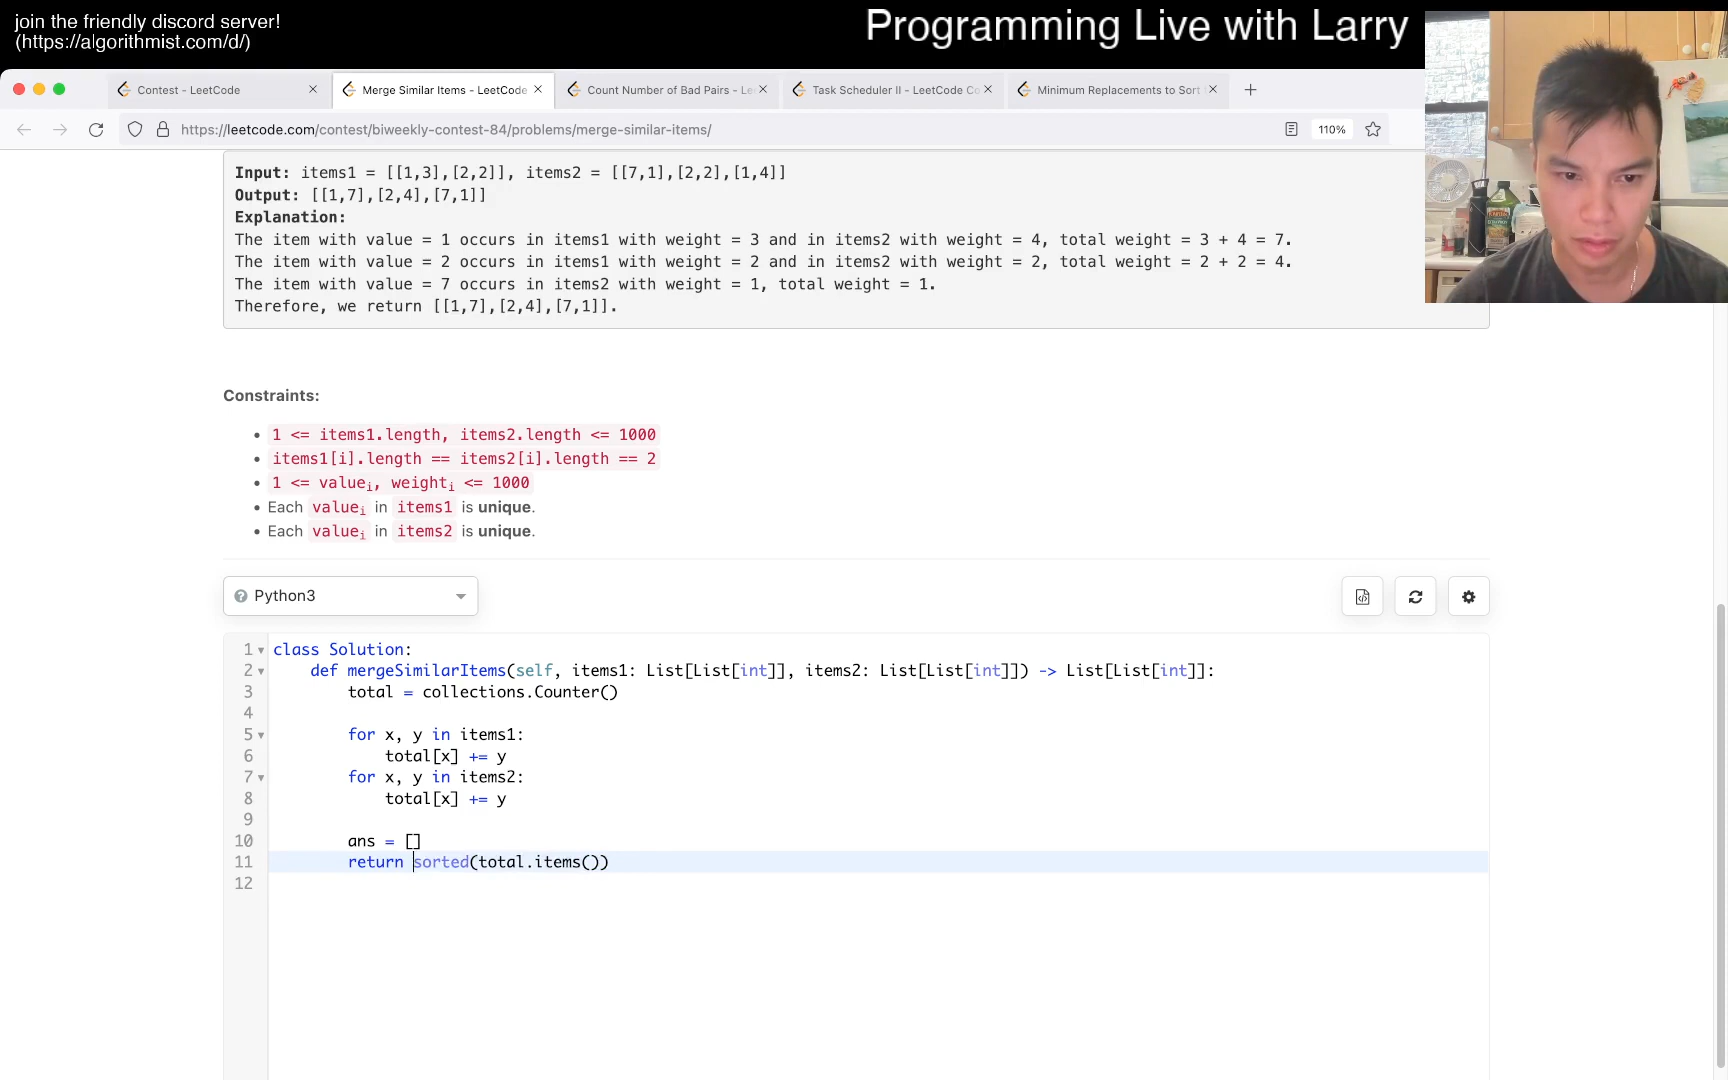 join the friendly discord server!
(https://algorithmist.com/d/)
Programming Live with Larry
Contest - LeetCode
Merge Similar Items - LeetCode
Count Number of Bad Pairs - Le
Task Scheduler II - LeetCode Co
Minimum Replacements to Sort
https://leetcode.com/contest/biweekly-contest-84/problems/merge-similar-items/
110%
Input: items1 = [[1,3],[2,2]], items2 = [[7,1],[2,2],[1,4]]
Output: [[1,7],[2,4],[7,1]]
Explanation:
The item with value = 1 occurs in items1 with weight = 3 and in items2 with weight = 4, total weight = 3 + 4 = 7.
The item with value = 2 occurs in items1 with weight = 2 and in items2 with weight = 2, total weight = 2 + 2 = 4.
The item with value = 7 occurs in items2 with weight = 1, total weight = 1.
Therefore, we return [[1,7],[2,4],[7,1]].
Constraints:
• 1 <= items1.length, items2.length <= 1000
• items1[i].length == items2[i].length == 2
• 1 <= valueᵢ, weightᵢ <= 1000
• Each valueᵢ in items1 is unique.
• Each valueᵢ in items2 is unique.
Python3
1 class Solution:
2     def mergeSimilarItems(self, items1: List[List[int]], items2: List[List[int]]) -> List[List[int]]:
3         total = collections.Counter()
4
5         for x, y in items1:
6             total[x] += y
7         for x, y in items2:
8             total[x] += y
9
10         ans = []
11         return sorted(total.items())
12